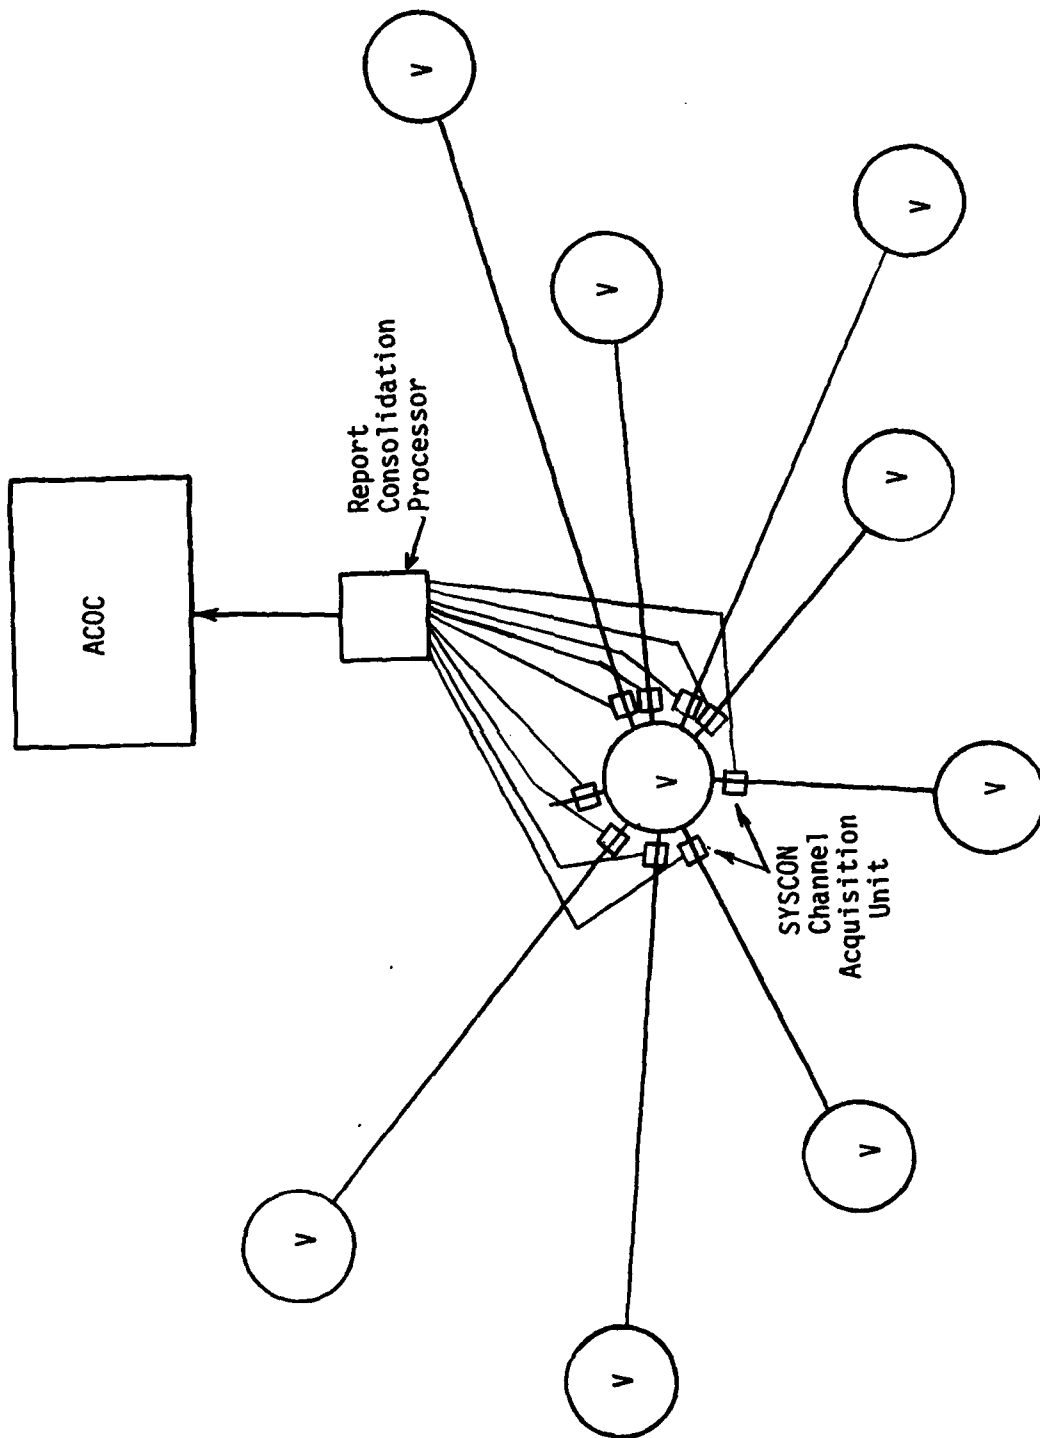 ACOC
Report
Consolidation
Processor
V
V
V
V
V
V
V
V
V
SYSCON
Channel
Acquisition
Unit